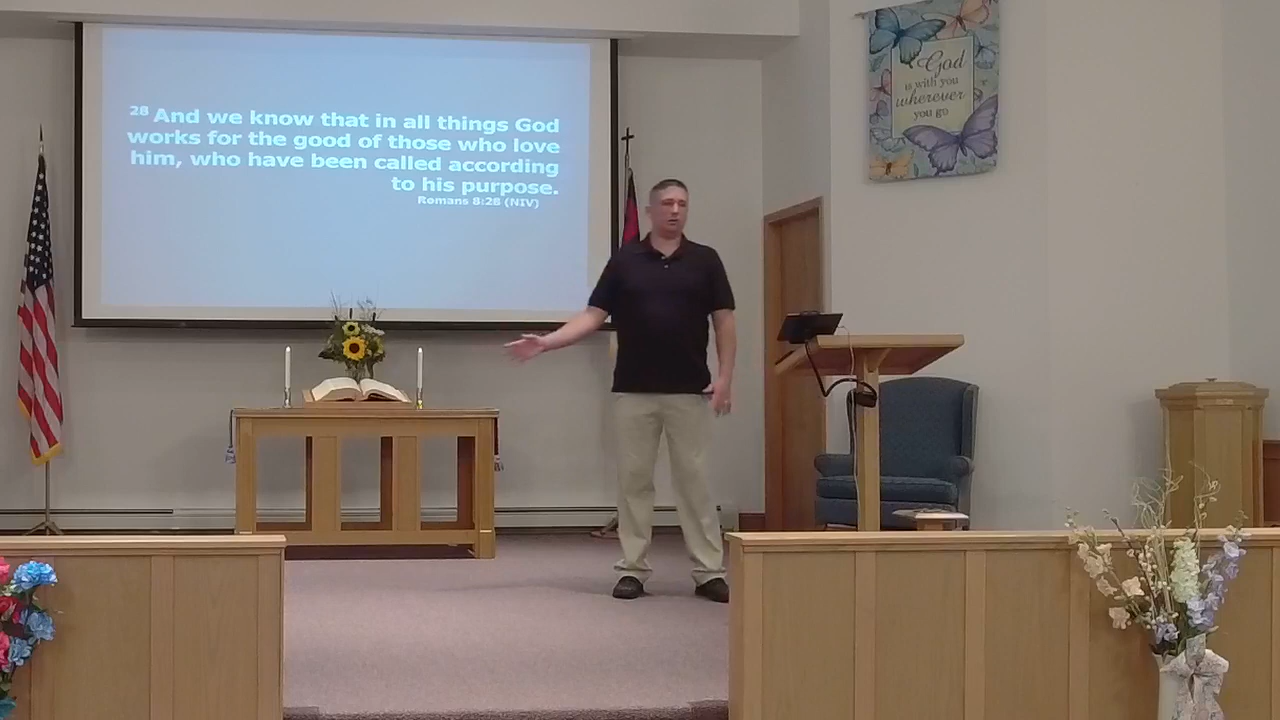 28 And we know that in all things God
works for the good of those who love
him, who have been called according
to his purpose.
Romans 8:28 (NIV)
God
is with you
wherever
you go